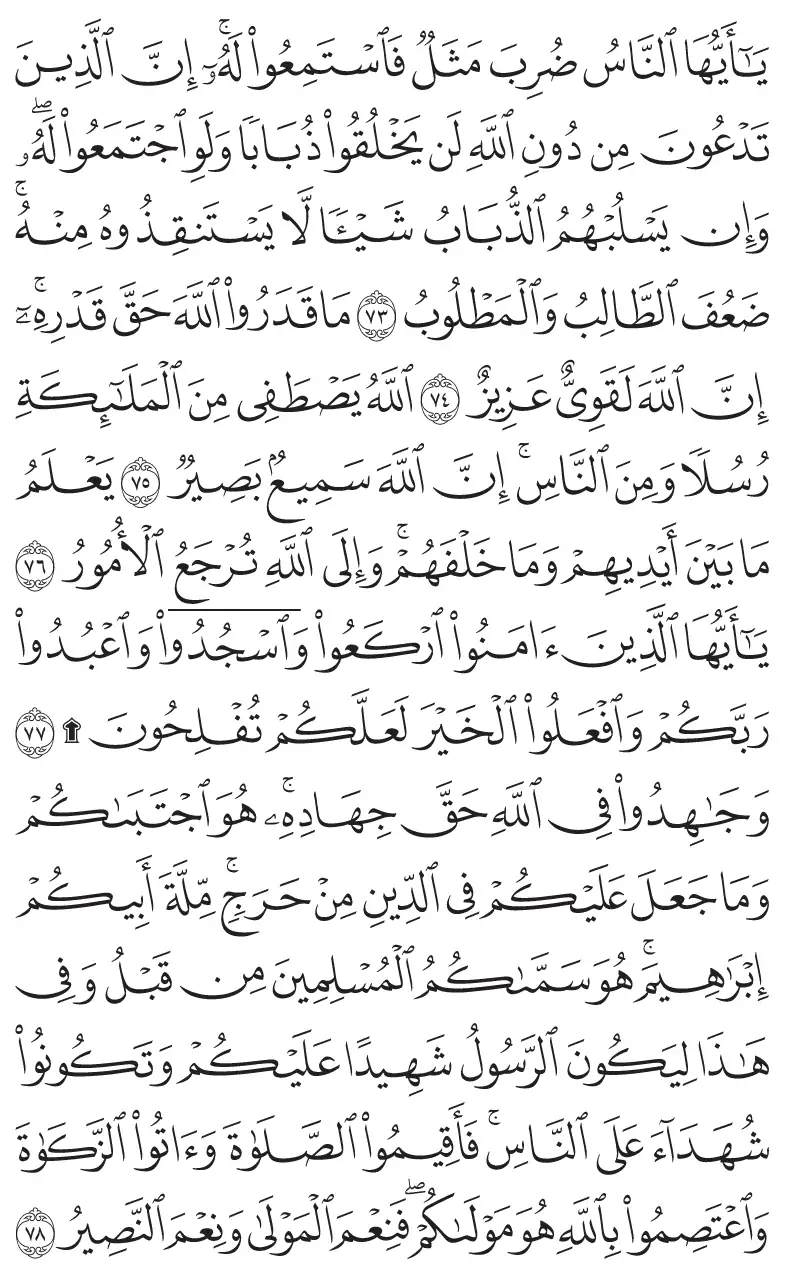 يَـٰٓأَيُّهَا ٱلنَّاسُ ضُرِبَ مَثَلٌۭ فَٱسْتَمِعُوا۟ لَهُۥٓ ۚ إِنَّ ٱلَّذِينَ
تَدْعُونَ مِن دُونِ ٱللَّهِ لَن يَخْلُقُوا۟ ذُبَابًۭا وَلَوِ ٱجْتَمَعُوا۟ لَهُۥ ۖ
وَإِن يَسْلُبْهُمُ ٱلذُّبَابُ شَيْـًۭٔا لَّا يَسْتَنقِذُوهُ مِنْهُ ۚ
ضَعُفَ ٱلطَّالِبُ وَٱلْمَطْلُوبُ ٧٣ مَا قَدَرُوا۟ ٱللَّهَ حَقَّ قَدْرِهِۦٓ ۚ
إِنَّ ٱللَّهَ لَقَوِىٌّ عَزِيزٌ ٧٤ ٱللَّهُ يَصْطَفِى مِنَ ٱلْمَلَـٰٓئِكَةِ
رُسُلًۭا وَمِنَ ٱلنَّاسِ ۚ إِنَّ ٱللَّهَ سَمِيعٌۢ بَصِيرٌۭ ٧٥ يَعْلَمُ
مَا بَيْنَ أَيْدِيهِمْ وَمَا خَلْفَهُمْ ۗ وَإِلَى ٱللَّهِ تُرْجَعُ ٱلْأُمُورُ ٧٦
يَـٰٓأَيُّهَا ٱلَّذِينَ ءَامَنُوا۟ ٱرْكَعُوا۟ وَٱسْجُدُوا۟ وَٱعْبُدُوا۟
رَبَّكُمْ وَٱفْعَلُوا۟ ٱلْخَيْرَ لَعَلَّكُمْ تُفْلِحُونَ ۩ ٧٧
وَجَـٰهِدُوا۟ فِى ٱللَّهِ حَقَّ جِهَادِهِۦ ۚ هُوَ ٱجْتَبَىٰكُمْ
وَمَا جَعَلَ عَلَيْكُمْ فِى ٱلدِّينِ مِنْ حَرَجٍۢ ۚ مِّلَّةَ أَبِيكُمْ
إِبْرَٰهِيمَ ۚ هُوَ سَمَّىٰكُمُ ٱلْمُسْلِمِينَ مِن قَبْلُ وَفِى
هَـٰذَا لِيَكُونَ ٱلرَّسُولُ شَهِيدًا عَلَيْكُمْ وَتَكُونُوا۟
شُهَدَآءَ عَلَى ٱلنَّاسِ ۚ فَأَقِيمُوا۟ ٱلصَّلَوٰةَ وَءَاتُوا۟ ٱلزَّكَوٰةَ
وَٱعْتَصِمُوا۟ بِٱللَّهِ هُوَ مَوْلَىٰكُمْ ۖ فَنِعْمَ ٱلْمَوْلَىٰ وَنِعْمَ ٱلنَّصِيرُ ٧٨